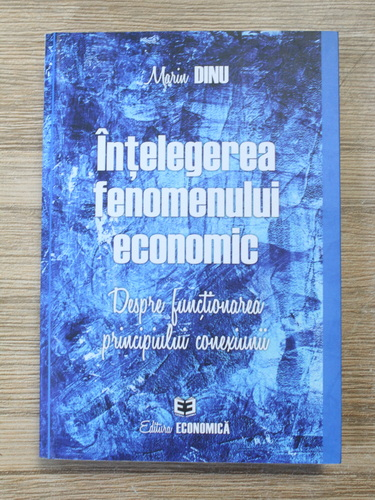 Marin DINU
Înțelegerea
fenomenului
economic
Despre funcționarea
principiului conexiunii
Editura ECONOMICĂ